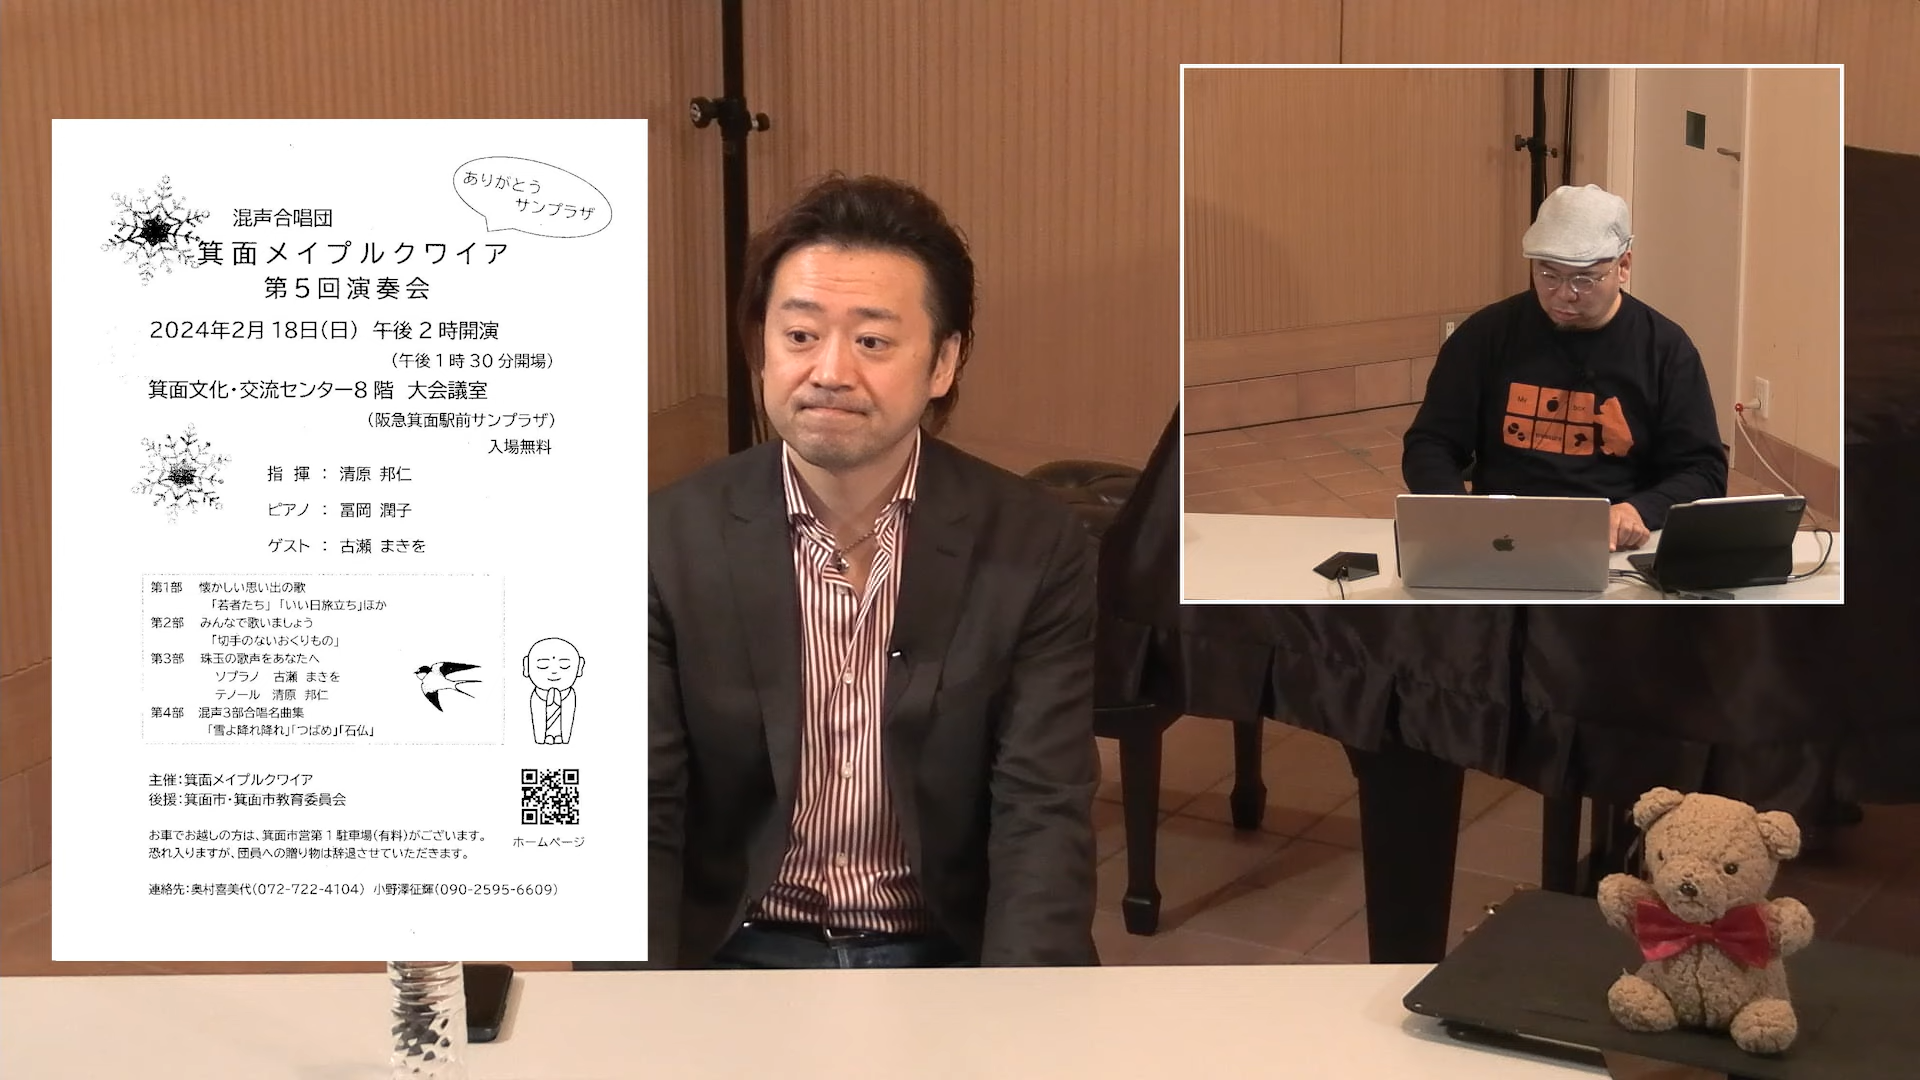 ありがとう
サンプラザ
混声合唱団
箕面メイプルクワイア
第5回演奏会
2024年2月18日(日) 午後2時開演
(午後1時30分開場)
箕面文化・交流センター8階 大会議室
(阪急箕面駅前サンプラザ)
入場無料
指 揮 : 清原 邦仁
ピアノ : 冨岡 潤子
ゲスト : 古瀬 まきを
第1部 懐かしい思い出の歌
「若者たち」「いい日旅立ち」ほか
第2部 みんなで歌いましょう
「切手のないおくりもの」
第3部 珠玉の歌声をあなたへ
ソプラノ 古瀬 まきを
テノール 清原 邦仁
第4部 混声3部合唱名曲集
「雪よ降れ降れ」「つばめ」「石仏」
主催:箕面メイプルクワイア
後援:箕面市・箕面市教育委員会
ホームページ
お車でお越しの方は、箕面市営第1駐車場(有料)がございます。
恐れ入りますが、団員への贈り物は辞退させていただきます。
連絡先:奥村喜美代(072-722-4104) 小野澤征輝(090-2595-6609)
My
box